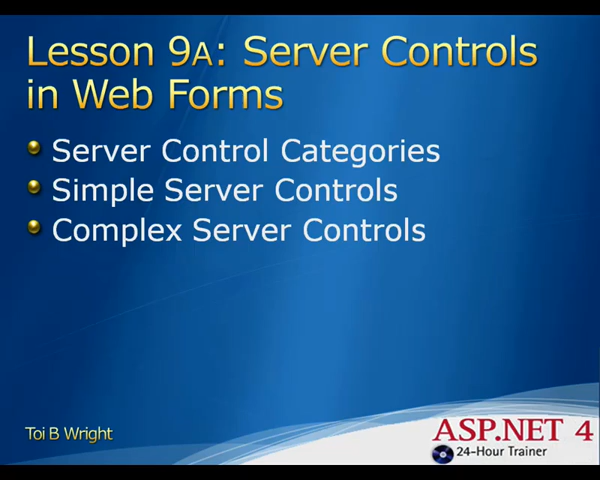 Lesson 9A: Server Controls
in Web Forms
Server Control Categories
Simple Server Controls
Complex Server Controls
Toi B Wright
ASP.NET 4
24-Hour Trainer